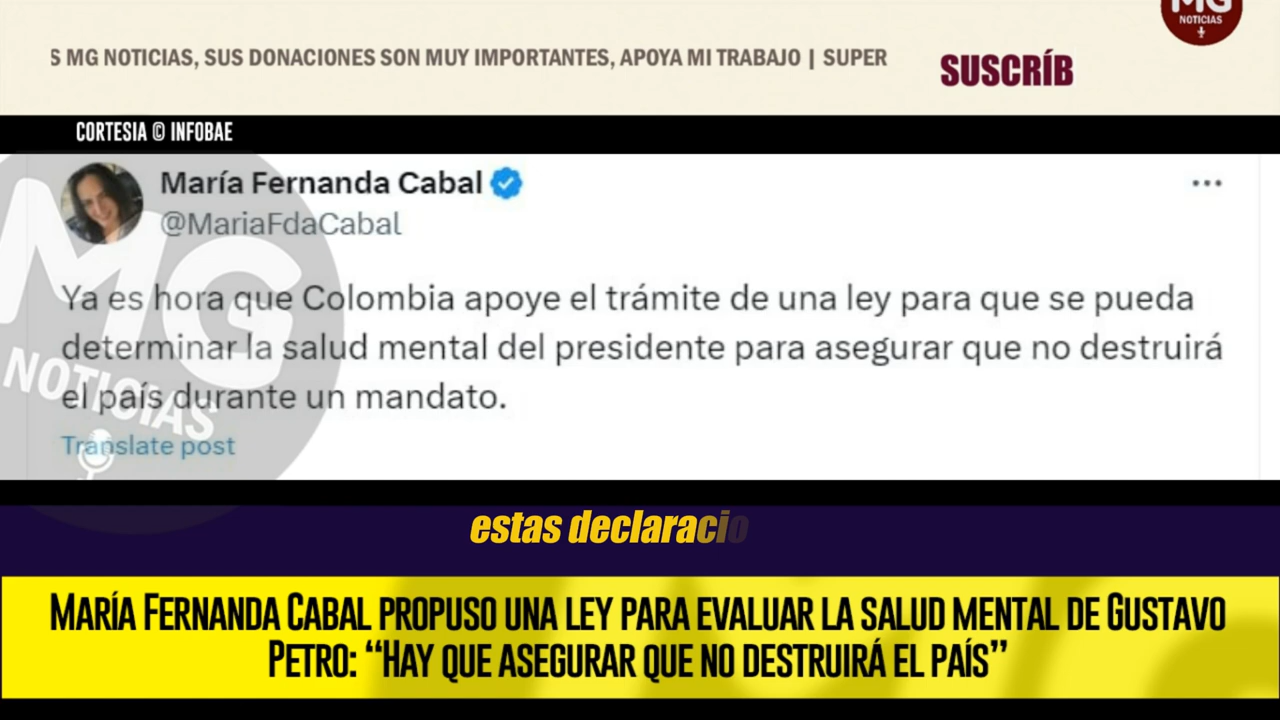 MG
NOTICIAS
S MG NOTICIAS, SUS DONACIONES SON MUY IMPORTANTES, APOYA MI TRABAJO | SUPER
SUSCRÍB
CORTESIA © INFOBAE
María Fernanda Cabal
@MariaFdaCabal
Ya es hora que Colombia apoye el trámite de una ley para que se pueda
determinar la salud mental del presidente para asegurar que no destruirá
el país durante un mandato.
Translate post
MG
NOTICIAS
estas declaracio
MARÍA FERNANDA CABAL PROPUSO UNA LEY PARA EVALUAR LA SALUD MENTAL DE GUSTAVO
PETRO: “HAY QUE ASEGURAR QUE NO DESTRUIRÁ EL PAÍS”